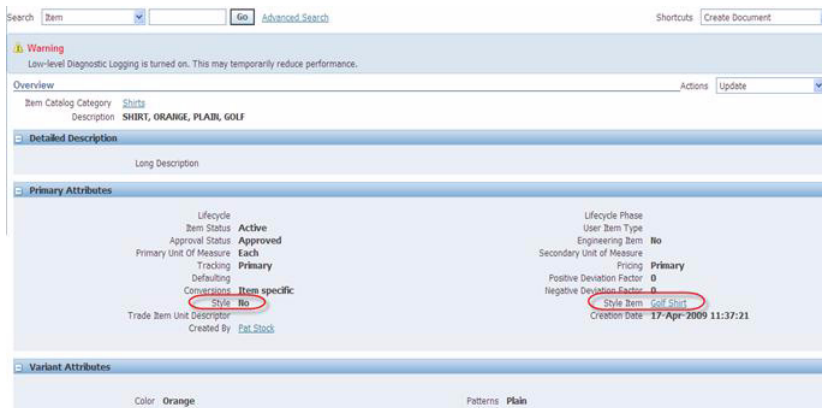 Search Item Go Advanced Search Shortcuts Create Document
Warning
Low-level Diagnostic Logging is turned on. This may temporarily reduce performance.
Overview Actions Update
Item Catalog Category Shirts
Description SHIRT, ORANGE, PLAIN, GOLF
Detailed Description
Long Description
Primary Attributes
Lifecycle Lifecycle Phase
Item Status Active User Item Type
Approval Status Approved Engineering Item No
Primary Unit Of Measure Each Secondary Unit of Measure
Tracking Primary Pricing Primary
Defaulting Positive Deviation Factor 0
Conversions Item specific Negative Deviation Factor 0
Style No Style Item Golf Shirt
Trade Item Unit Descriptor Creation Date 17-Apr-2009 11:37:21
Created By Pat Stock
Variant Attributes
Color Orange Patterns Plain